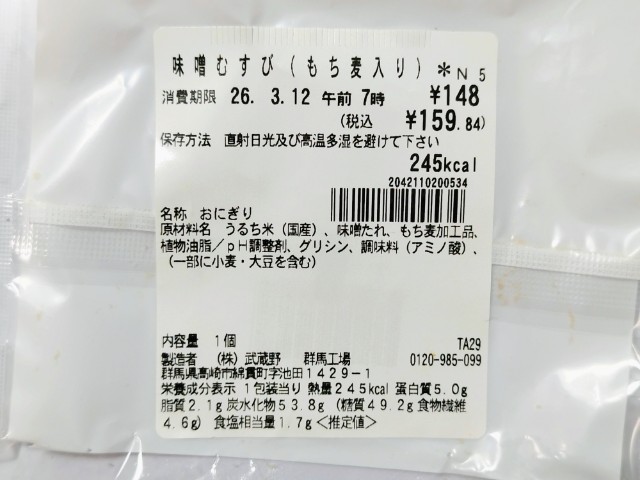 味噌むすび(もち麦入り) *N5
消費期限 26. 3.12 午前 7時 ¥148
(税込 ¥159.84)
保存方法 直射日光及び高温多湿を避けて下さい
245kcal
2042110200534
名称 おにぎり
原材料名 うるち米(国産)、味噌たれ、もち麦加工品、
植物油脂/pH調整剤、グリシン、調味料(アミノ酸)、
(一部に小麦・大豆を含む)
内容量 1個 TA29
製造者 (株)武蔵野 群馬工場 0120-985-099
群馬県高崎市綿貫町字池田1429-1
栄養成分表示 1包装当り 熱量245kcal 蛋白質5.0g
脂質2.1g 炭水化物53.8g (糖質49.2g 食物繊維
4.6g) 食塩相当量1.7g<推定値>